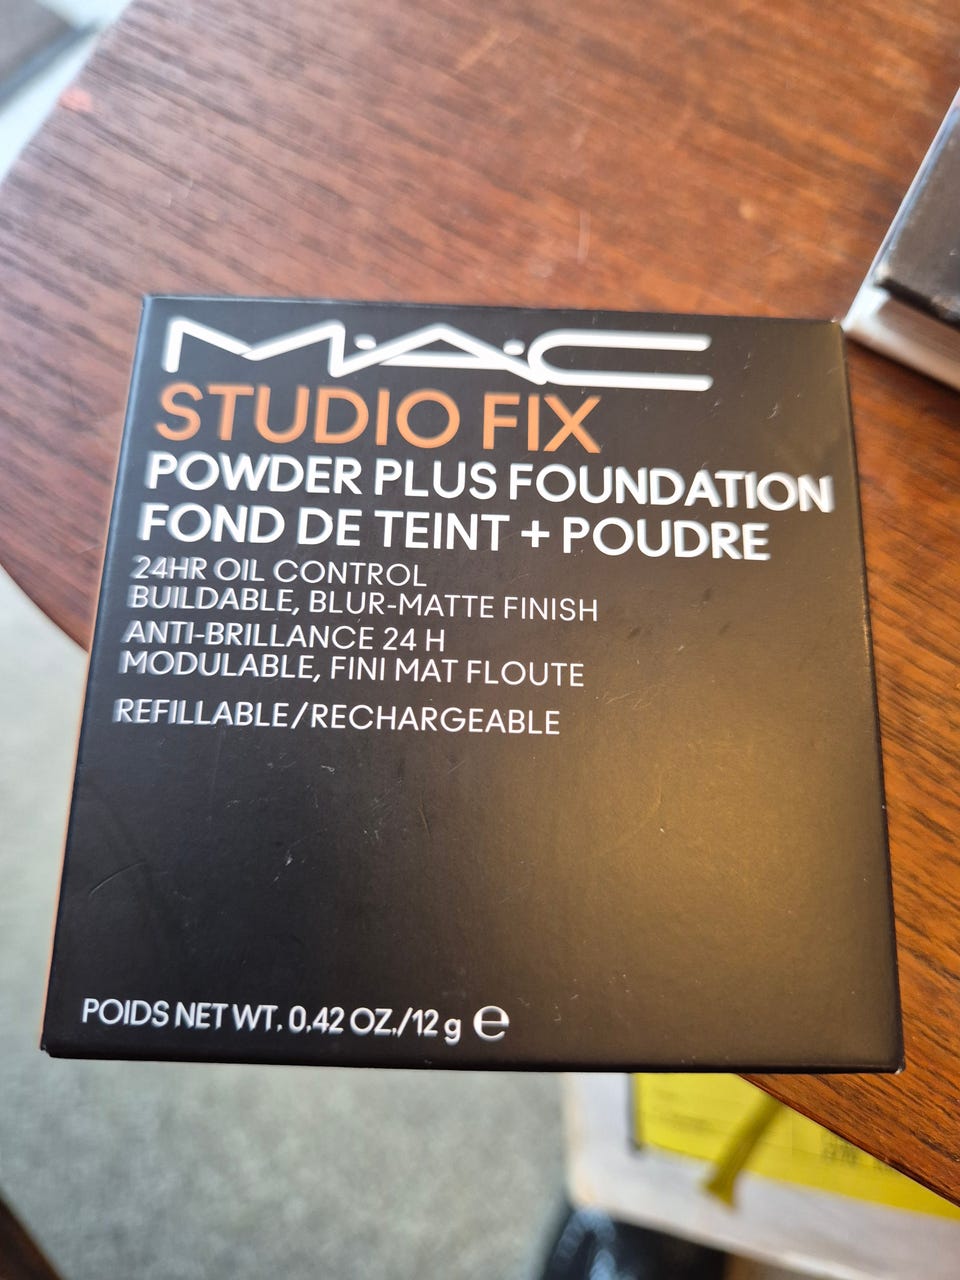 M·A·C
STUDIO FIX
POWDER PLUS FOUNDATION
FOND DE TEINT + POUDRE
24HR OIL CONTROL
BUILDABLE, BLUR-MATTE FINISH
ANTI-BRILLANCE 24 H
MODULABLE, FINI MAT FLOUTE
REFILLABLE/RECHARGEABLE
POIDS NET WT. 0.42 OZ./12 g ℮